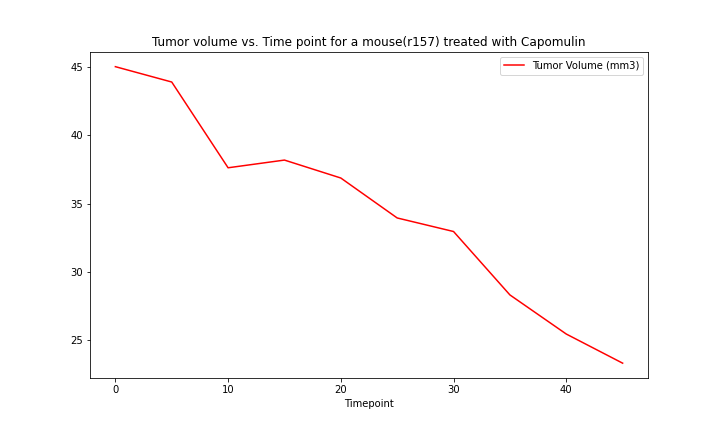 Tumor volume vs. Time point for a mouse(r157) treated with Capomulin
Tumor Volume (mm3)
45
40
35
30
25
0 10 20 30 40
Timepoint